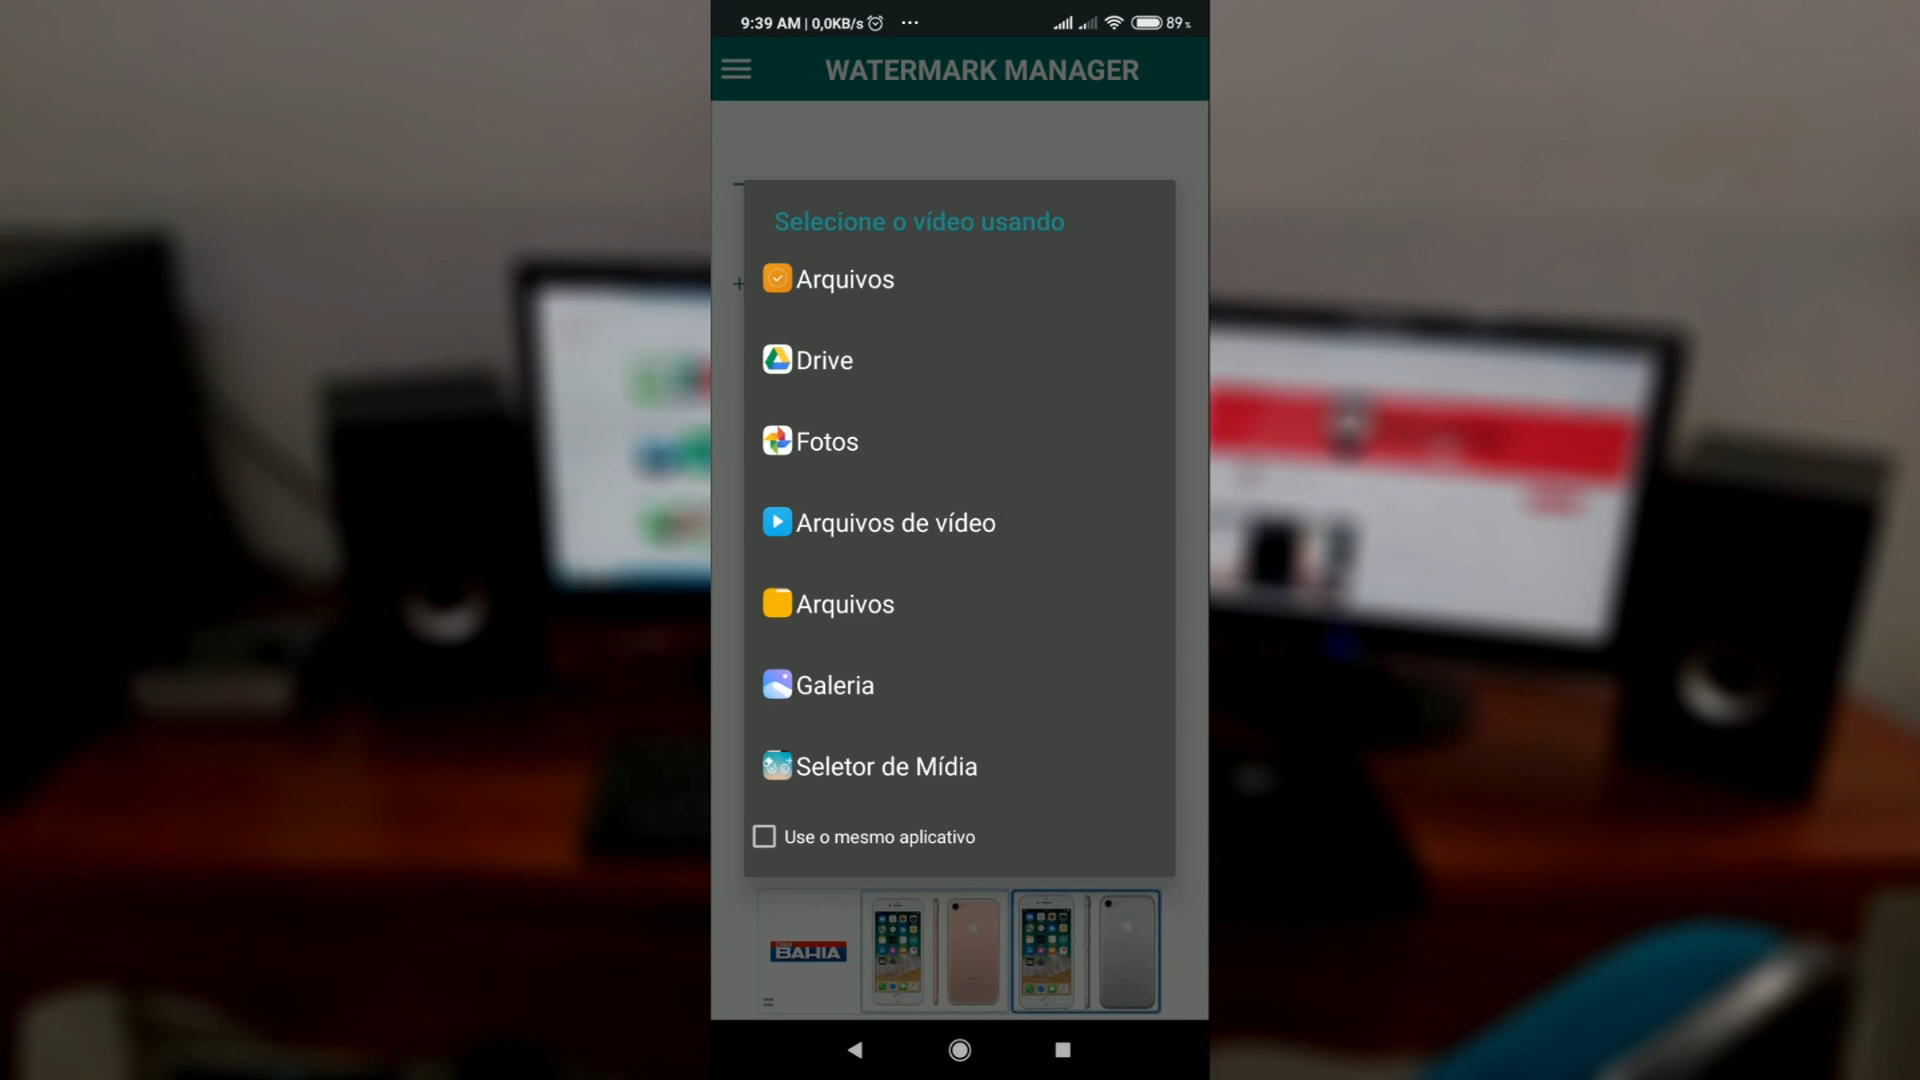 9:39 AM | 0,0KB/s ...
89%
WATERMARK MANAGER
Selecione o vídeo usando
Arquivos
Drive
Fotos
Arquivos de vídeo
Arquivos
Galeria
Seletor de Mídia
Use o mesmo aplicativo
BAHIA